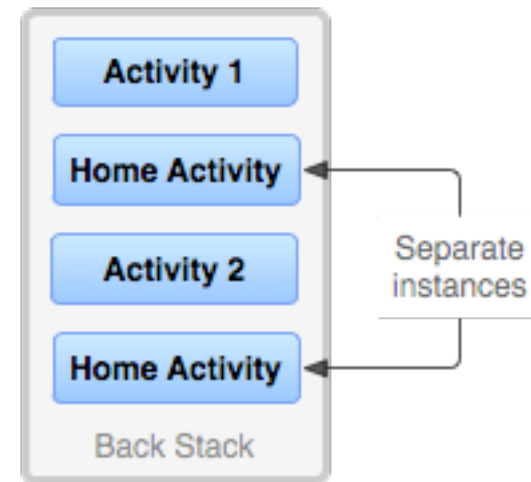 Activity 1
Home Activity
Activity 2
Separate
instances
Home Activity
Back Stack